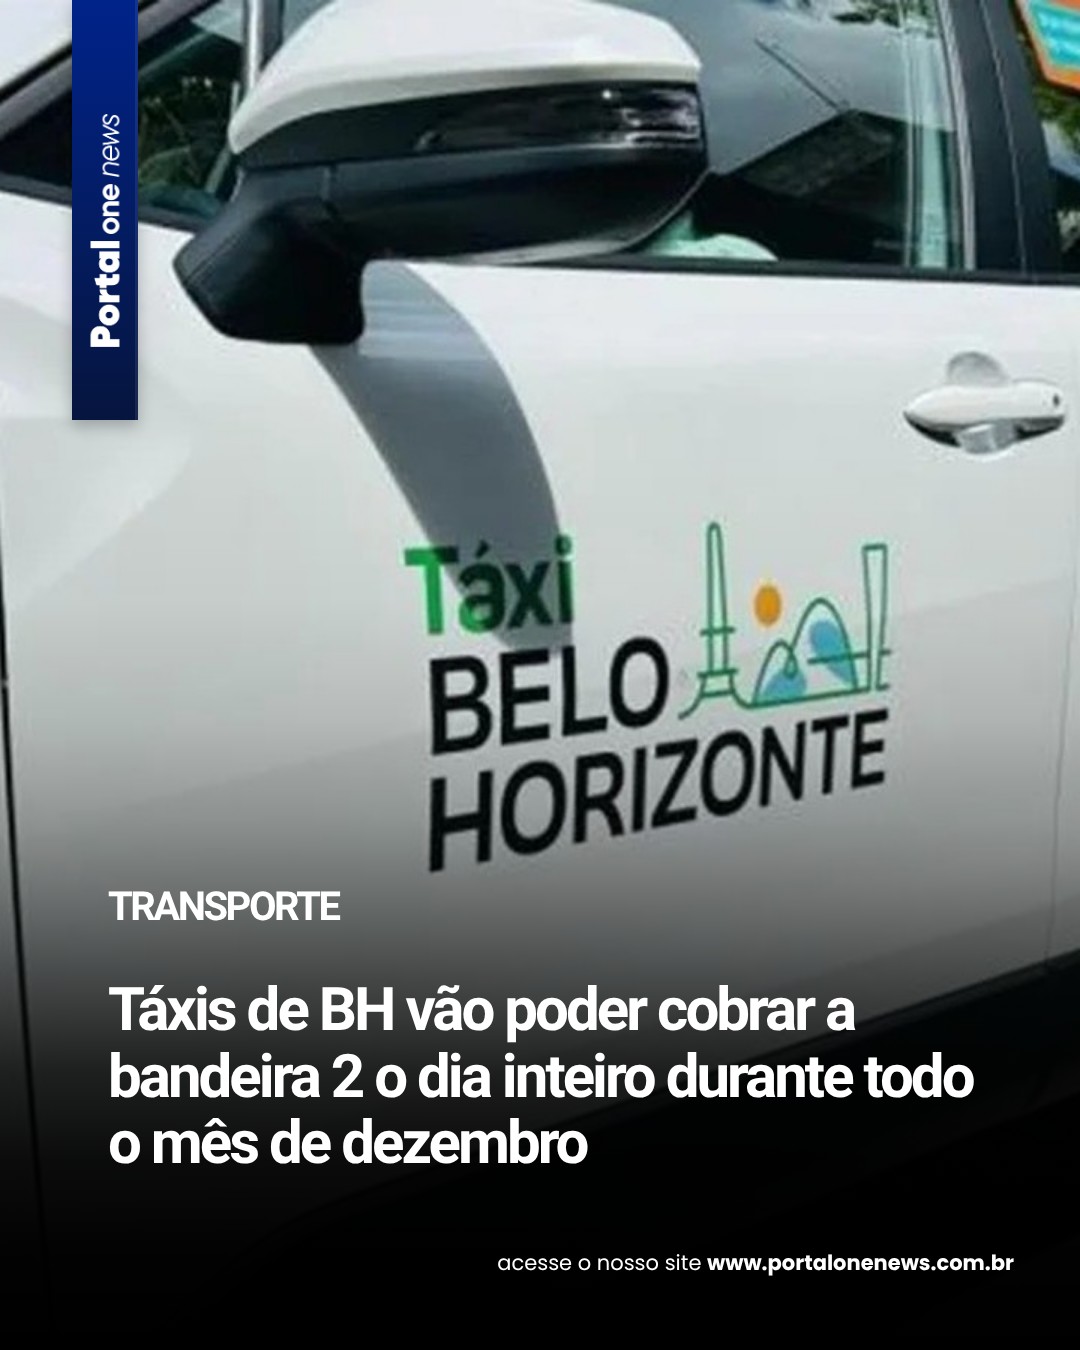 Portal one news
Táxi
BELO
HORIZONTE
TRANSPORTE
Táxis de BH vão poder cobrar a
bandeira 2 o dia inteiro durante todo
o mês de dezembro
acesse o nosso site www.portalonenews.com.br